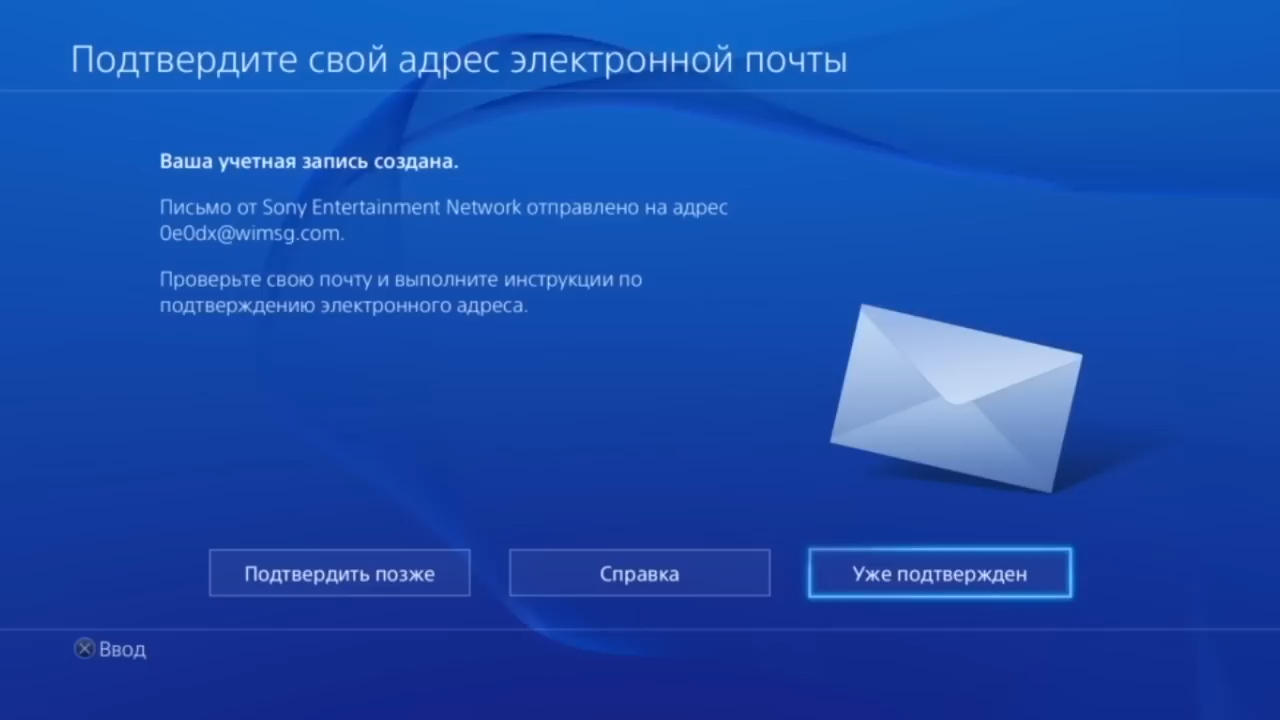 Подтвердите свой адрес электронной почты
Ваша учетная запись создана.
Письмо от Sony Entertainment Network отправлено на адрес
0e0dx@wimsg.com.
Проверьте свою почту и выполните инструкции по
подтверждению электронного адреса.
Подтвердить позже
Справка
Уже подтвержден
Ввод